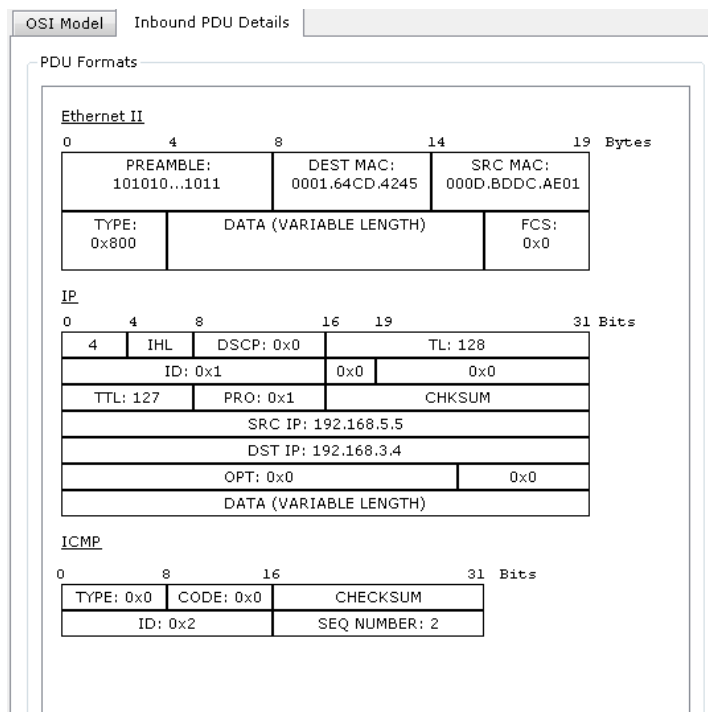 OSI Model Inbound PDU Details
PDU Formats
Ethernet II
0 4 8 14 19 Bytes
PREAMBLE: DEST MAC: SRC MAC:
101010...1011 0001.64CD.4245 000D.BDDC.AE01
TYPE: DATA (VARIABLE LENGTH) FCS:
0x800 0x0
IP
0 4 8 16 19 31 Bits
4 IHL DSCP: 0x0 TL: 128
ID: 0x1 0x0 0x0
TTL: 127 PRO: 0x1 CHKSUM
SRC IP: 192.168.5.5
DST IP: 192.168.3.4
OPT: 0x0 0x0
DATA (VARIABLE LENGTH)
ICMP
0 8 16 31 Bits
TYPE: 0x0 CODE: 0x0 CHECKSUM
ID: 0x2 SEQ NUMBER: 2